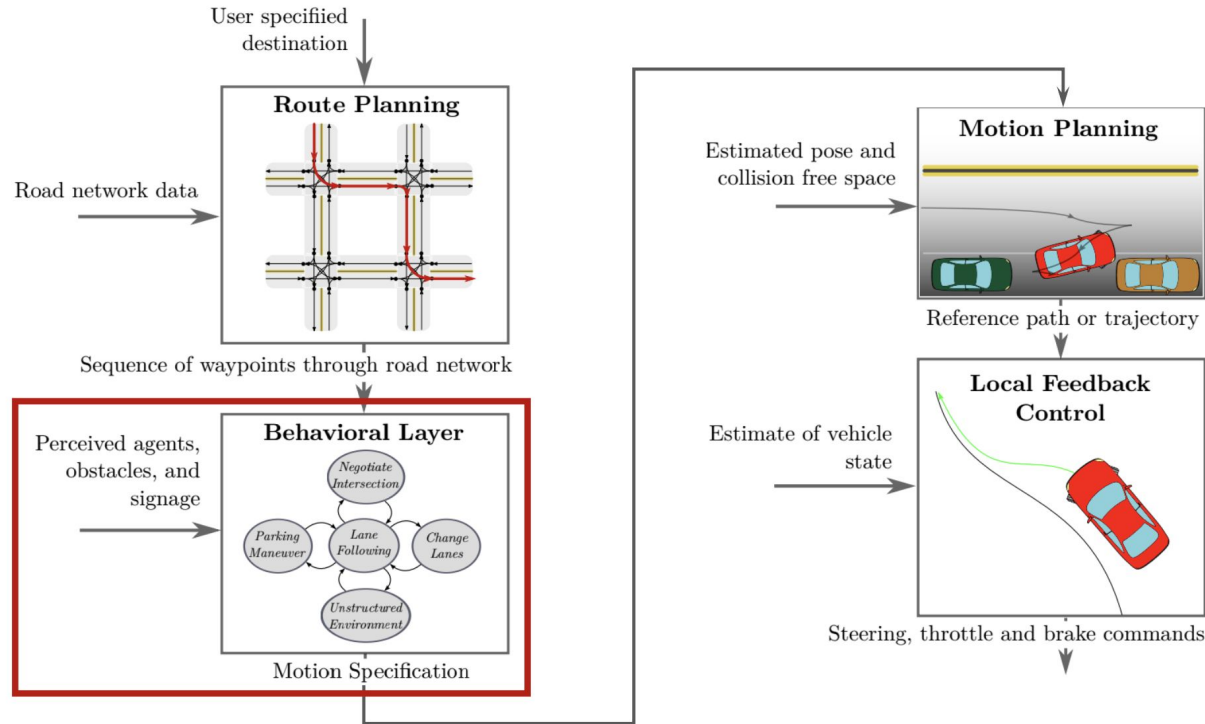 User specifiied
destination
Route Planning
Road network data
Sequence of waypoints through road network
Behavioral Layer
Perceived agents,
obstacles, and
signage
Negotiate
Intersection
Parking
Maneuver
Lane
Following
Change
Lanes
Unstructured
Environment
Motion Specification
Motion Planning
Estimated pose and
collision free space
Reference path or trajectory
Local Feedback
Control
Estimate of vehicle
state
Steering, throttle and brake commands